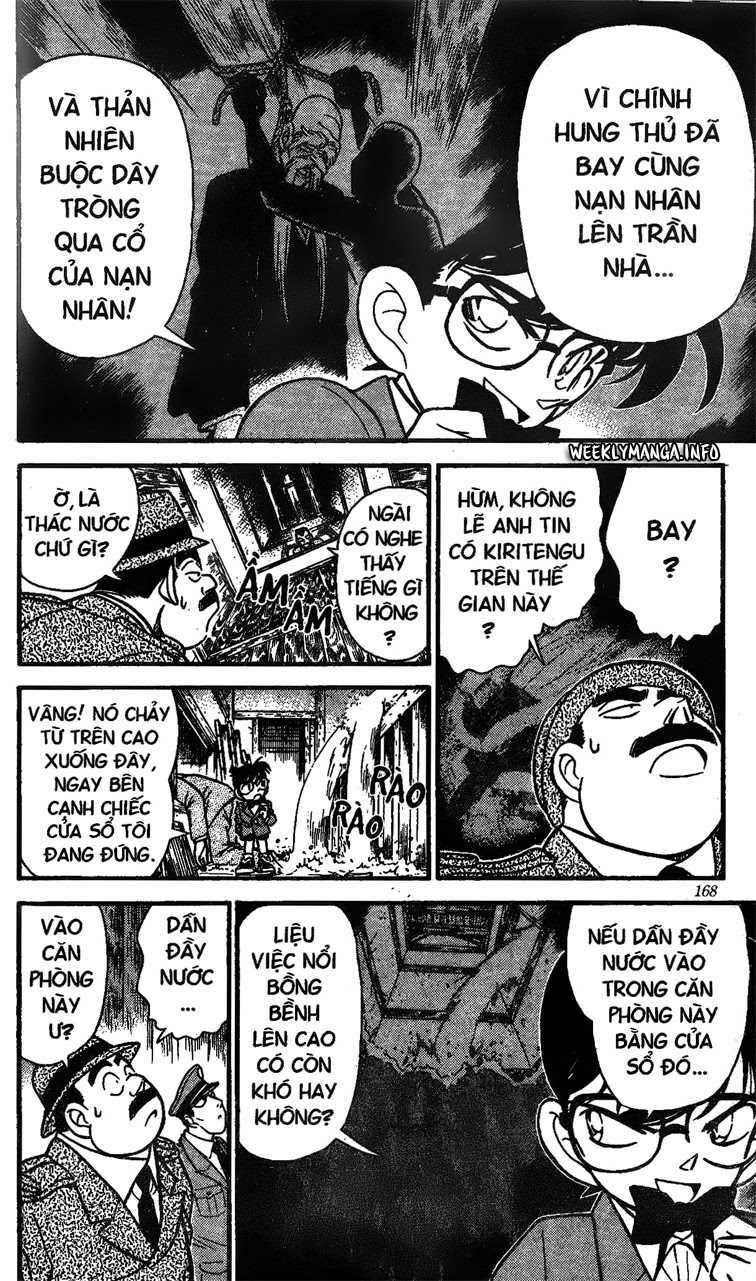 VÌ CHÍNH
HUNG THỦ ĐÃ
BAY CÙNG
NẠN NHÂN
LÊN TRẦN
NHÀ...
VÀ THẢN
NHIÊN
BUỘC DÂY
TRÒNG
QUA CỔ
CỦA NẠN
NHÂN!
WEEKLYMANGA.INFO
BAY
?
HỪM, KHÔNG
LẼ ANH TIN
CÓ KIRITENGU
TRÊN THẾ
GIAN NÀY
?
NGÀI
CÓ NGHE
THẤY
TIẾNG GÌ
KHÔNG
?
ẦM
ẦM
Ờ, LÀ
THÁC NƯỚC
CHỨ GÌ?
VÂNG! NÓ CHẢY
TỪ TRÊN CAO
XUỐNG ĐÂY,
NGAY BÊN
CẠNH CHIẾC
CỬA SỔ TÔI
ĐANG ĐỨNG.
RÀO
RÀO
168
NẾU DẪN ĐẦY
NƯỚC VÀO
TRONG CĂN
PHÒNG NÀY
BẰNG CỬA
SỔ ĐÓ...
LIỆU
VIỆC NỔI
BỒNG
BỀNH
LÊN CAO
CÓ CÒN
KHÓ HAY
KHÔNG?
DẪN
ĐẦY
NƯỚC
...
VÀO
CĂN
PHÒNG
NÀY
Ư?